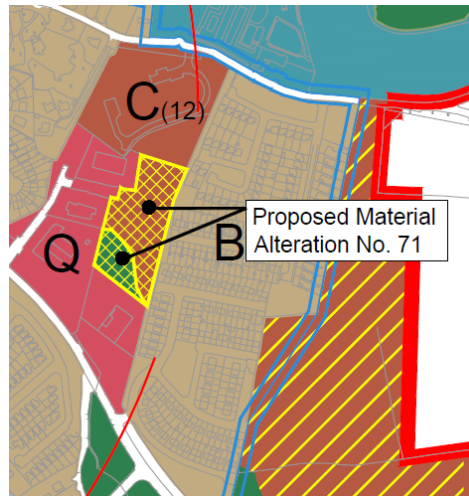 C(12)
Proposed Material
Alteration No. 71
Q
B